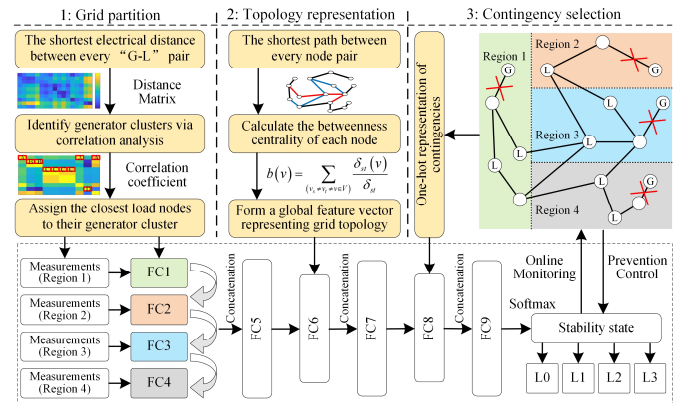 1: Grid partition
The shortest electrical distance
between every “G-L” pair
Distance
Matrix
Identify generator clusters via
correlation analysis
Correlation
coefficient
Assign the closest load nodes
to their generator cluster
2: Topology representation
The shortest path between
every node pair
Calculate the betweenness
centrality of each node
b(v) = ∑ δst(v) / δst
(vs≠vt≠v∈V)
Form a global feature vector
representing grid topology
3: Contingency selection
One-hot representation of
contingencies
Region 1
Region 2
Region 3
Region 4
G
G
G
G
L
L
L
L
L
L
L
L
L
Measurements
(Region 1)
FC1
Measurements
(Region 2)
FC2
Measurements
(Region 3)
FC3
Measurements
(Region 4)
FC4
Concatenation
FC5
FC6
Concatenation
FC7
FC8
Concatenation
FC9
Softmax
Online
Monitoring
Prevention
Control
Stability state
L0
L1
L2
L3